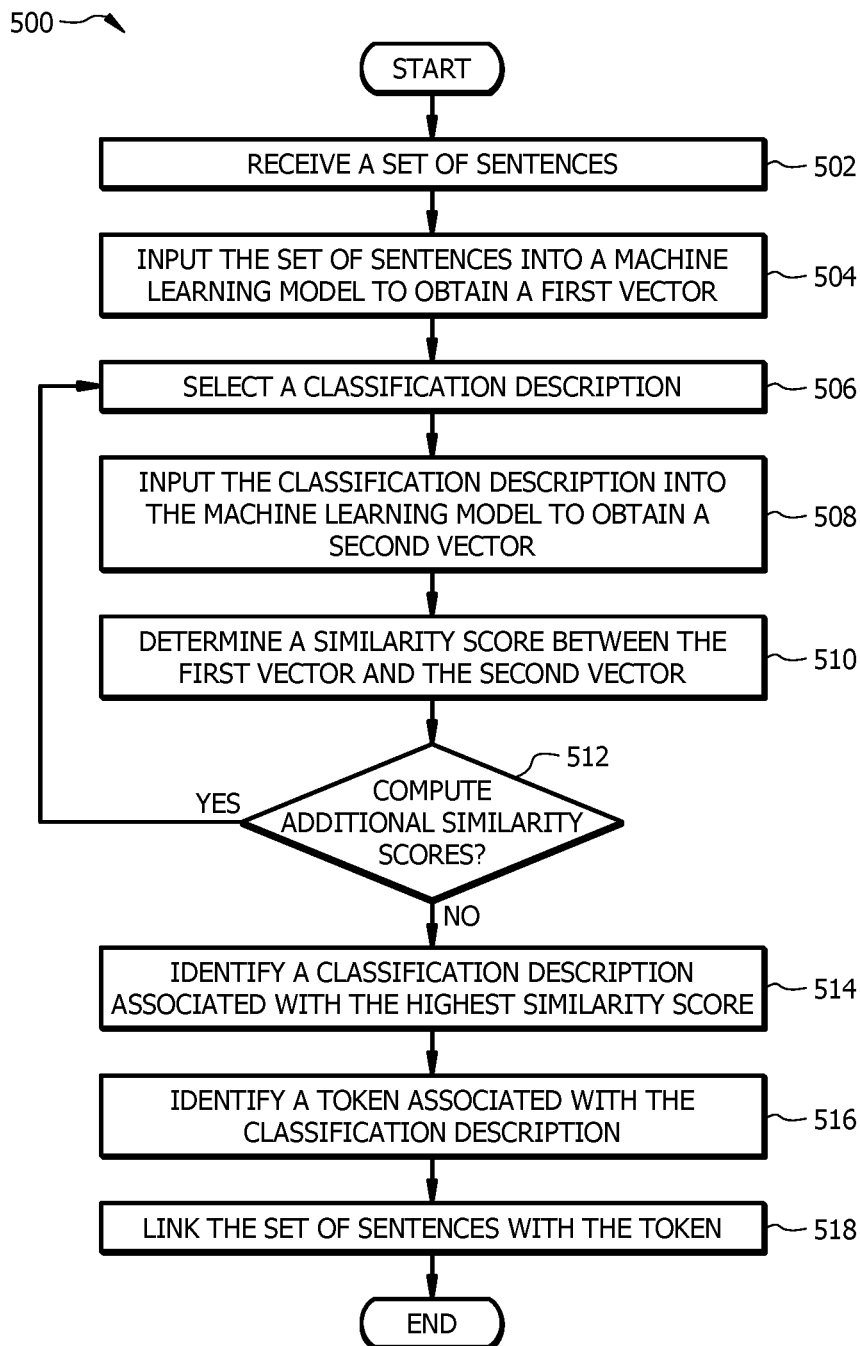 500
START
RECEIVE A SET OF SENTENCES
502
INPUT THE SET OF SENTENCES INTO A MACHINE
LEARNING MODEL TO OBTAIN A FIRST VECTOR
504
SELECT A CLASSIFICATION DESCRIPTION
506
INPUT THE CLASSIFICATION DESCRIPTION INTO
THE MACHINE LEARNING MODEL TO OBTAIN A
SECOND VECTOR
508
DETERMINE A SIMILARITY SCORE BETWEEN THE
FIRST VECTOR AND THE SECOND VECTOR
510
512
YES
COMPUTE
ADDITIONAL SIMILARITY
SCORES?
NO
IDENTIFY A CLASSIFICATION DESCRIPTION
ASSOCIATED WITH THE HIGHEST SIMILARITY SCORE
514
IDENTIFY A TOKEN ASSOCIATED WITH THE
CLASSIFICATION DESCRIPTION
516
LINK THE SET OF SENTENCES WITH THE TOKEN
518
END